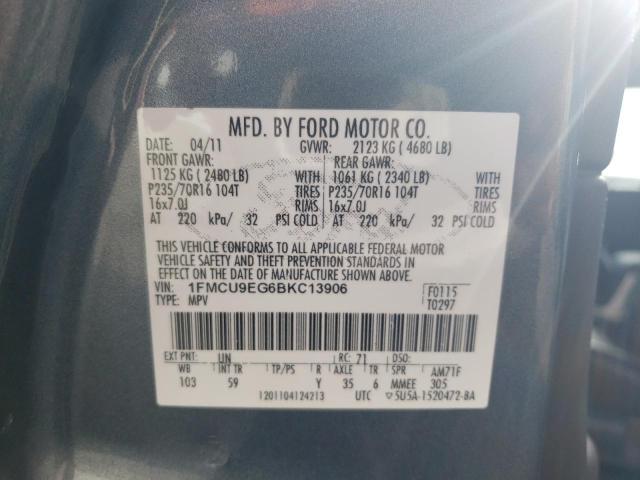 MFD. BY FORD MOTOR CO.
DATE: 04/11 GVWR: 2123 KG ( 4680 LB)
FRONT GAWR: REAR GAWR:
1125 KG ( 2480 LB) 1061 KG ( 2340 LB)
P235/70R16 104T TIRES P235/70R16 104T TIRES
16x7.0J RIMS 16x7.0J RIMS
AT 220 kPa/ 32 PSI COLD AT 220 kPa/ 32 PSI COLD
THIS VEHICLE CONFORMS TO ALL APPLICABLE FEDERAL MOTOR
VEHICLE SAFETY AND THEFT PREVENTION STANDARDS IN
EFFECT ON THE DATE OF MANUFACTURE SHOWN ABOVE.
VIN: 1FMCU9EG6BKC13906 F0115
TYPE: MPV T0297
EXT PNT: UN RC: 71 DSO:
WB INT TR TP/PS R AXLE TR SPR AM71F
103 59 Y 35 6 MMEE 305
1201104124213 UTC ▽5U5A-1520472-BA